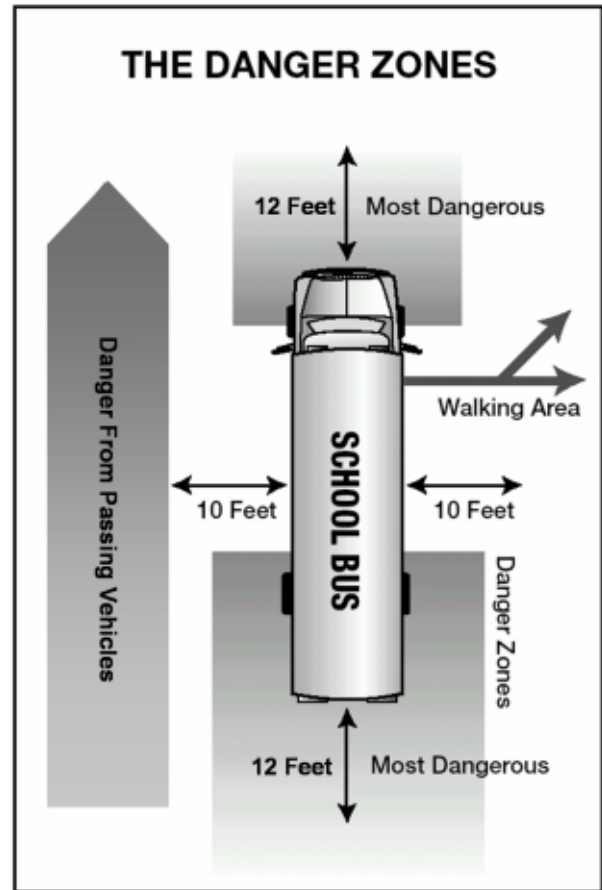 THE DANGER ZONES
12 Feet
Most Dangerous
Danger From Passing Vehicles
Walking Area
SCHOOL BUS
10 Feet
10 Feet
Danger Zones
12 Feet
Most Dangerous